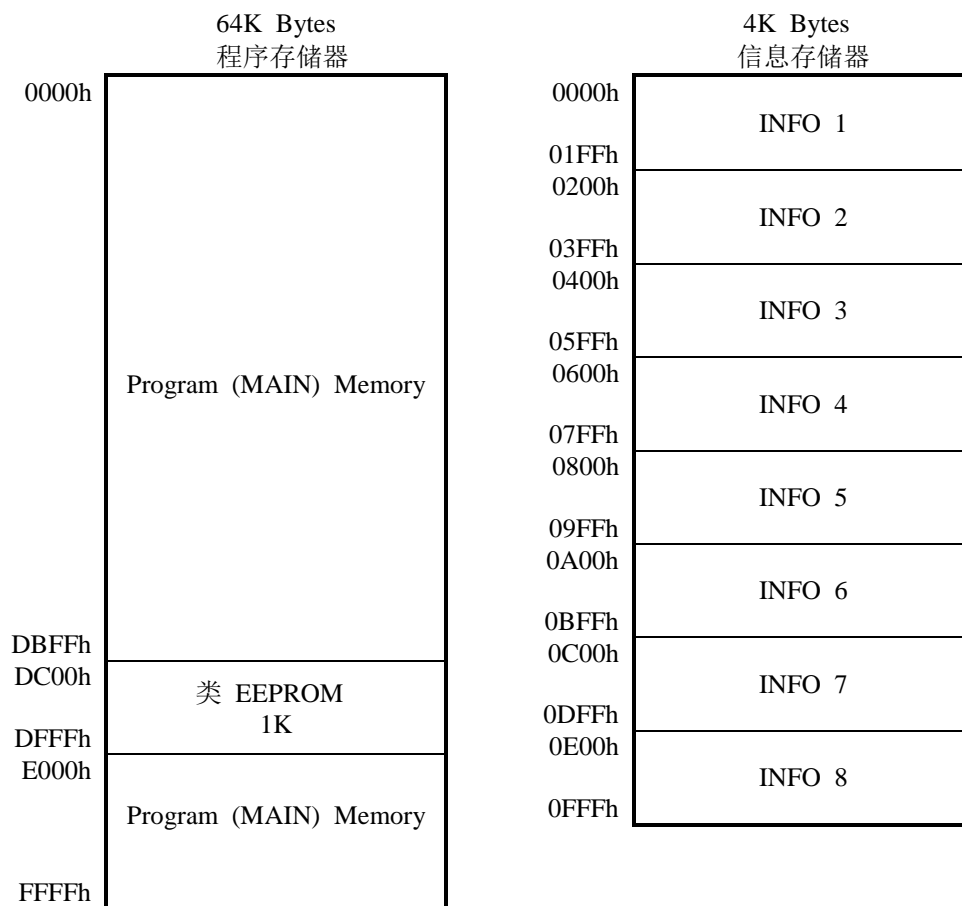 64K Bytes
程序存储器
0000h
Program (MAIN) Memory
DBFFh
DC00h
类 EEPROM
1K
DFFFh
E000h
Program (MAIN) Memory
FFFFh
4K Bytes
信息存储器
0000h
INFO 1
01FFh
0200h
INFO 2
03FFh
0400h
INFO 3
05FFh
0600h
INFO 4
07FFh
0800h
INFO 5
09FFh
0A00h
INFO 6
0BFFh
0C00h
INFO 7
0DFFh
0E00h
INFO 8
0FFFh